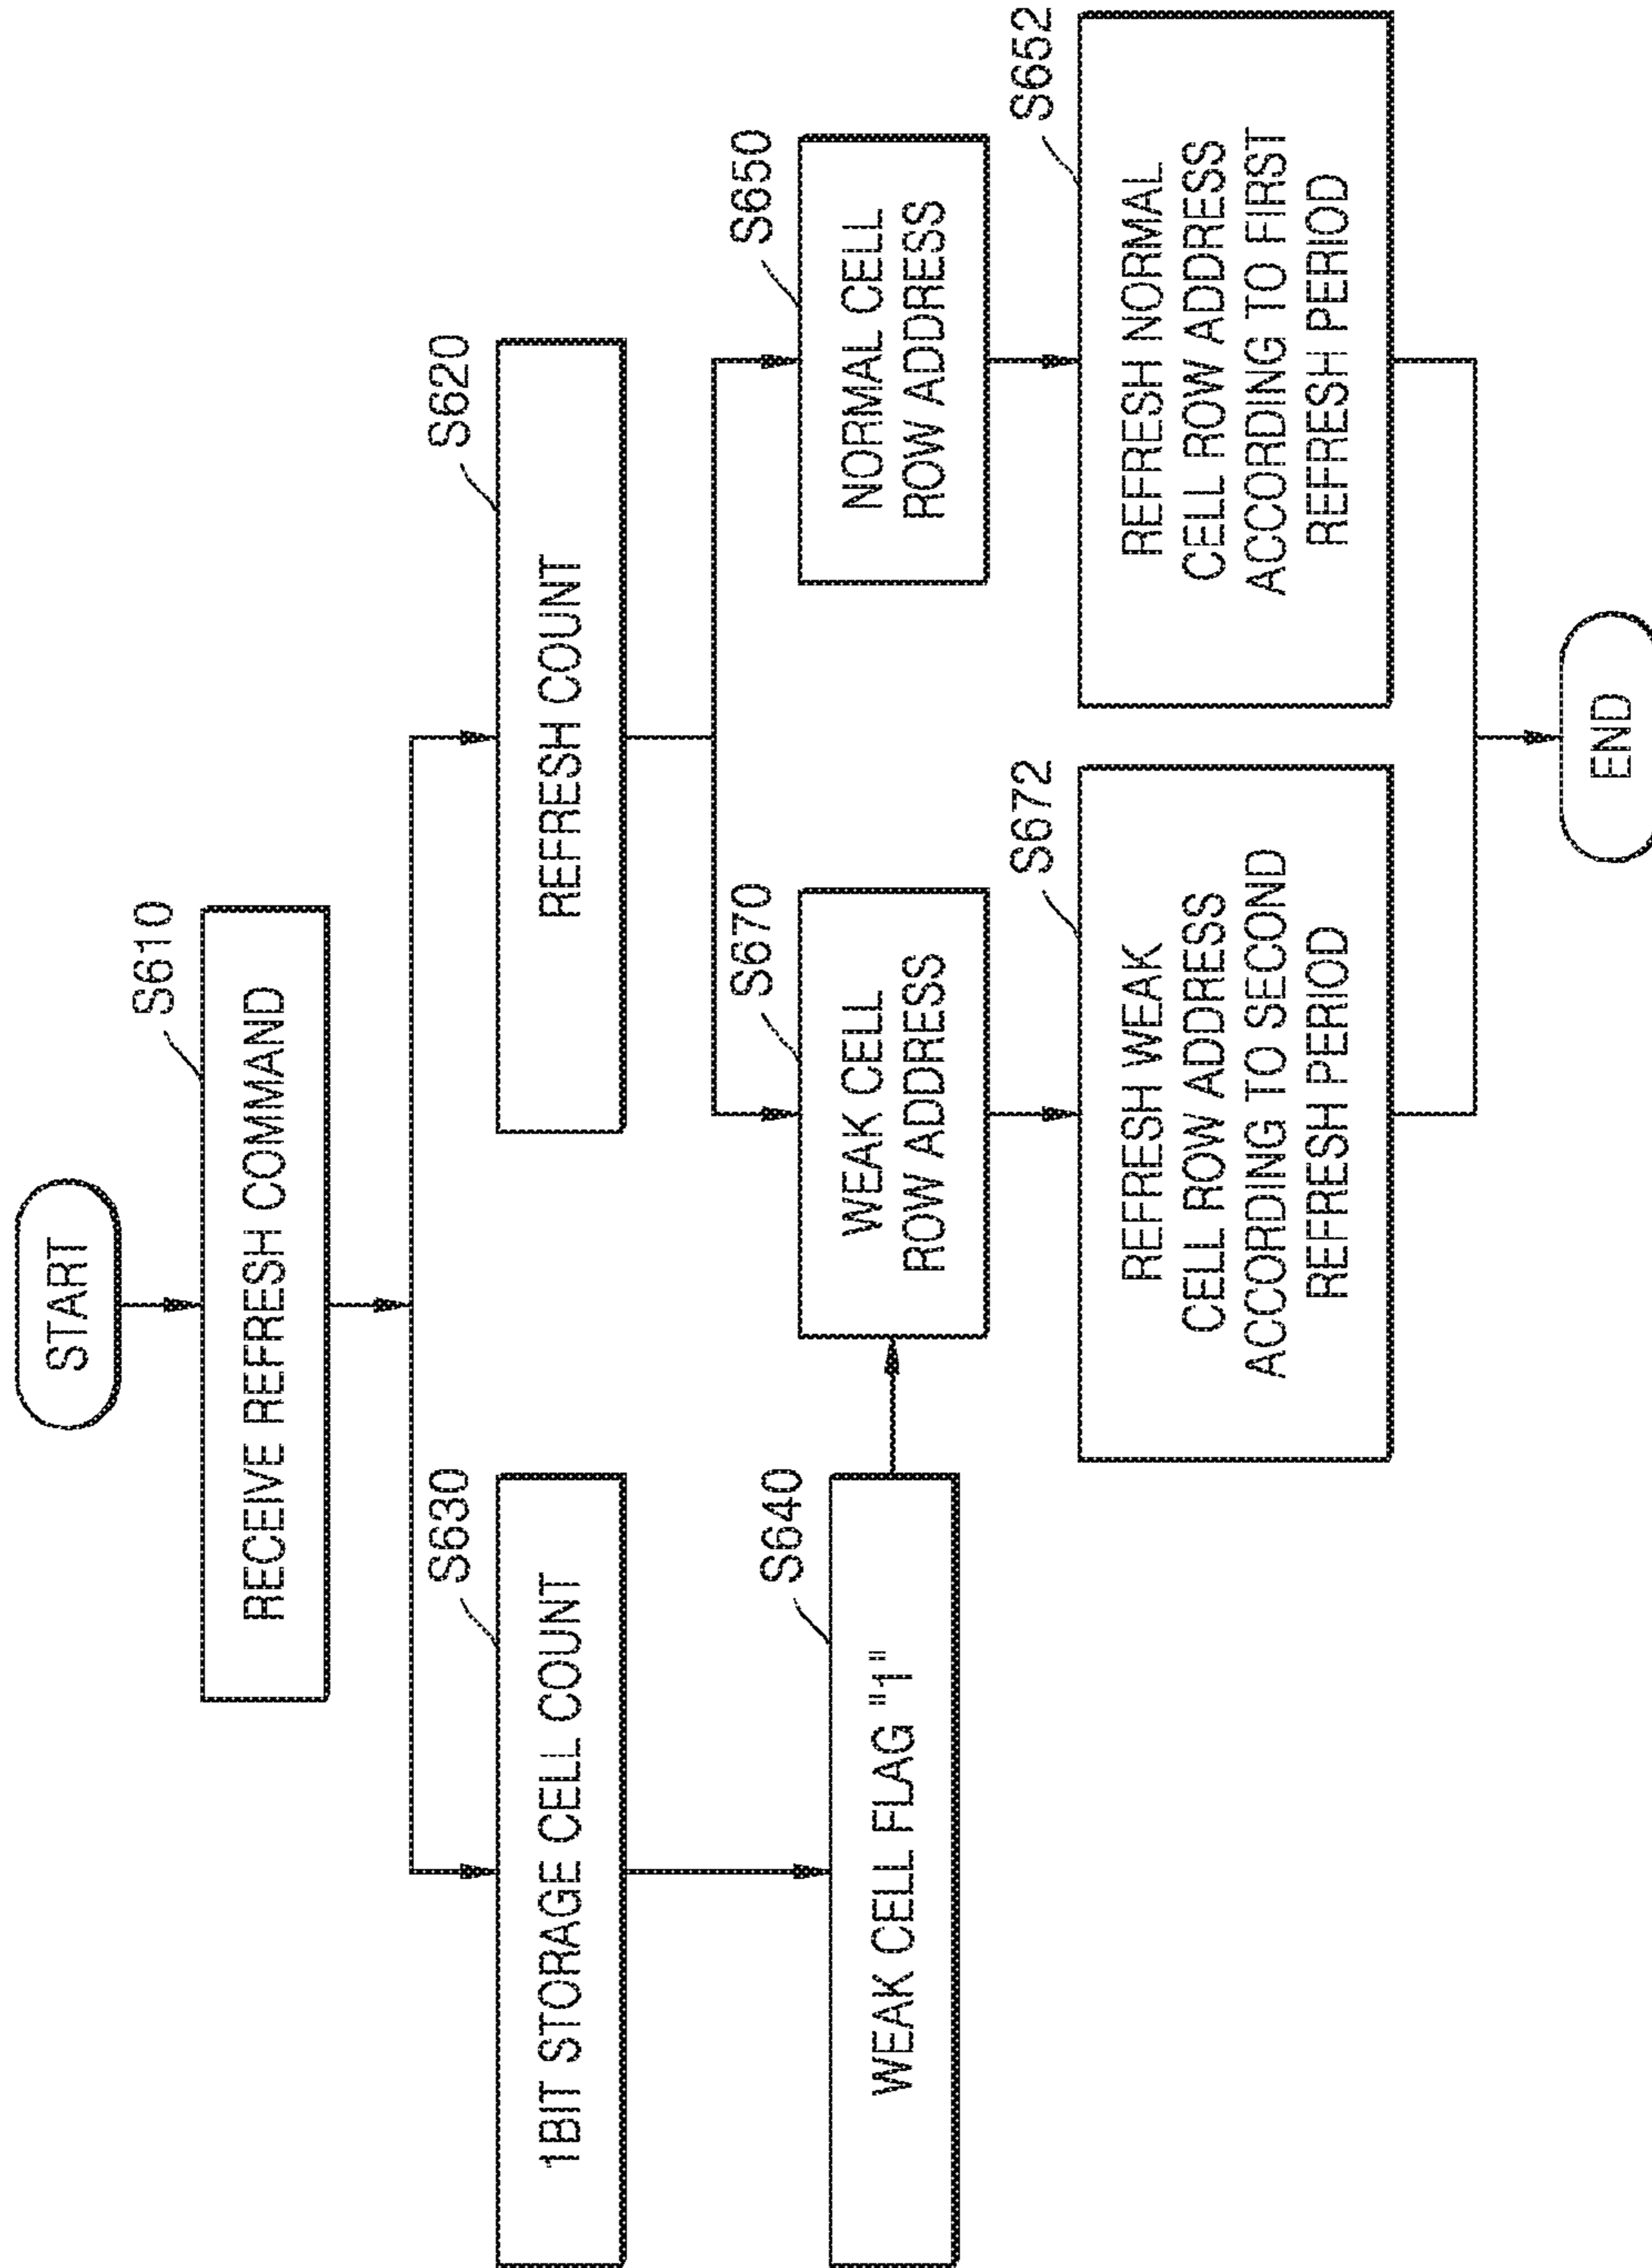 START
S610
RECEIVE REFRESH COMMAND
S630
1BIT STORAGE CELL COUNT
S620
REFRESH COUNT
S640
WEAK CELL FLAG "1"
S670
WEAK CELL
ROW ADDRESS
S650
NORMAL CELL
ROW ADDRESS
S672
REFRESH WEAK
CELL ROW ADDRESS
ACCORDING TO SECOND
REFRESH PERIOD
S652
REFRESH NORMAL
CELL ROW ADDRESS
ACCORDING TO FIRST
REFRESH PERIOD
END